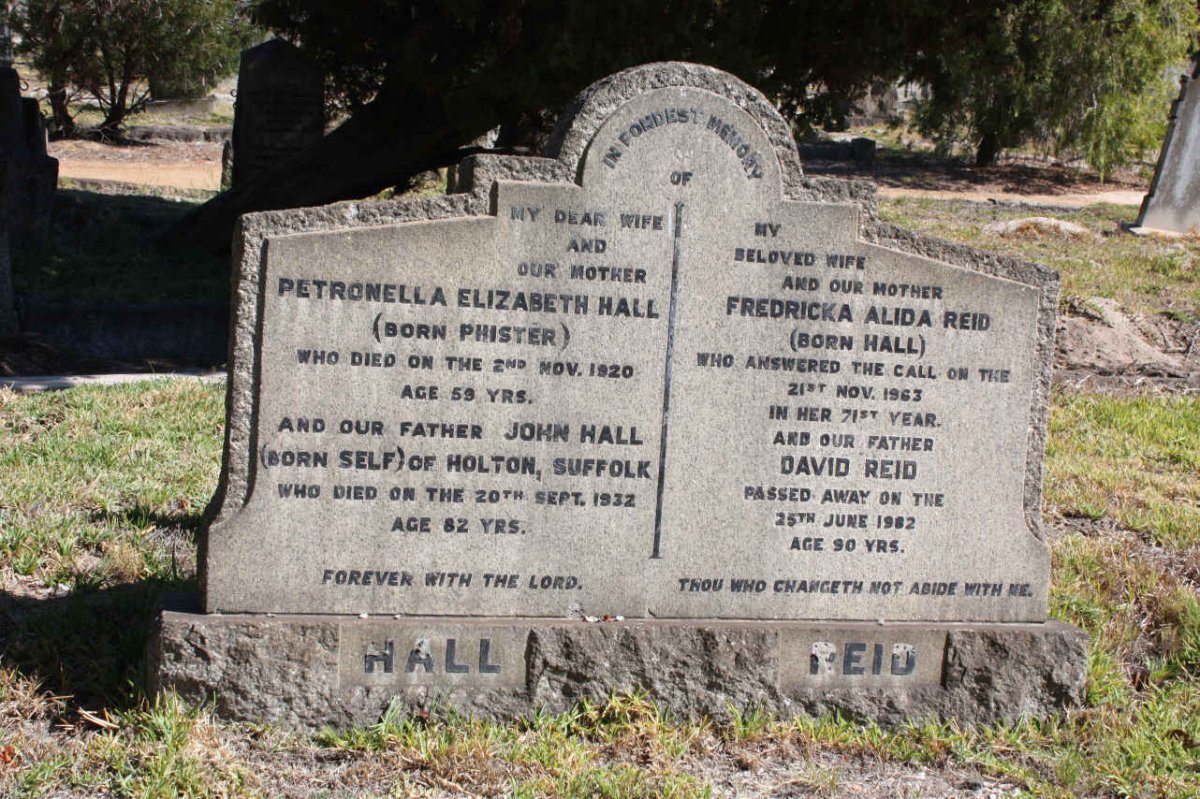 IN FONDEST MEMORY
OF
MY DEAR WIFE
AND
OUR MOTHER
PETRONELLA ELIZABETH HALL
(BORN PHISTER)
WHO DIED ON THE 2ND NOV. 1920
AGE 59 YRS.
AND OUR FATHER JOHN HALL
(BORN SELF) OF HOLTON, SUFFOLK
WHO DIED ON THE 20TH SEPT. 1932
AGE 82 YRS.
FOREVER WITH THE LORD.
MY
BELOVED WIFE
AND OUR MOTHER
FREDRICKA ALIDA REID
(BORN HALL)
WHO ANSWERED THE CALL ON THE
21ST NOV. 1963
IN HER 71ST YEAR.
AND OUR FATHER
DAVID REID
PASSED AWAY ON THE
25TH JUNE 1982
AGE 90 YRS.
THOU WHO CHANGETH NOT ABIDE WITH ME.
HALL
REID